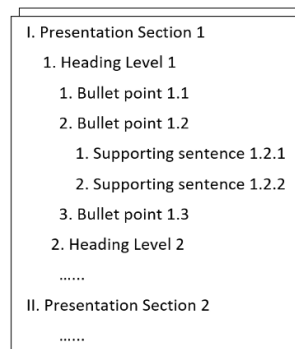 I. Presentation Section 1
1. Heading Level 1
1. Bullet point 1.1
2. Bullet point 1.2
1. Supporting sentence 1.2.1
2. Supporting sentence 1.2.2
3. Bullet point 1.3
2. Heading Level 2
......
II. Presentation Section 2
......